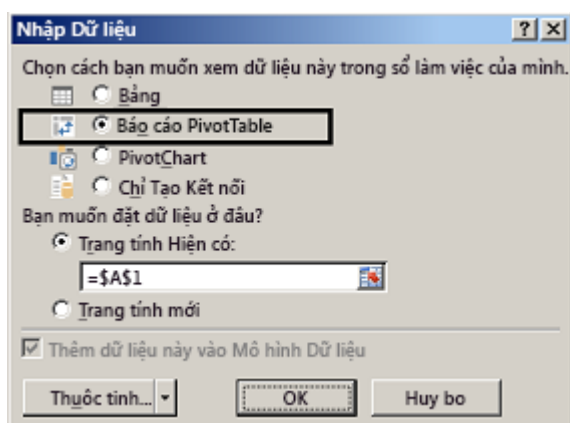 Nhập Dữ liệu
Chọn cách bạn muốn xem dữ liệu này trong sổ làm việc của mình.
Bảng
Báo cáo PivotTable
PivotChart
Chỉ Tạo Kết nối
Bạn muốn đặt dữ liệu ở đâu?
Trang tính Hiện có:
=$A$1
Trang tính mới
Thêm dữ liệu này vào Mô hình Dữ liệu
Thuộc tinh... OK Huy bo